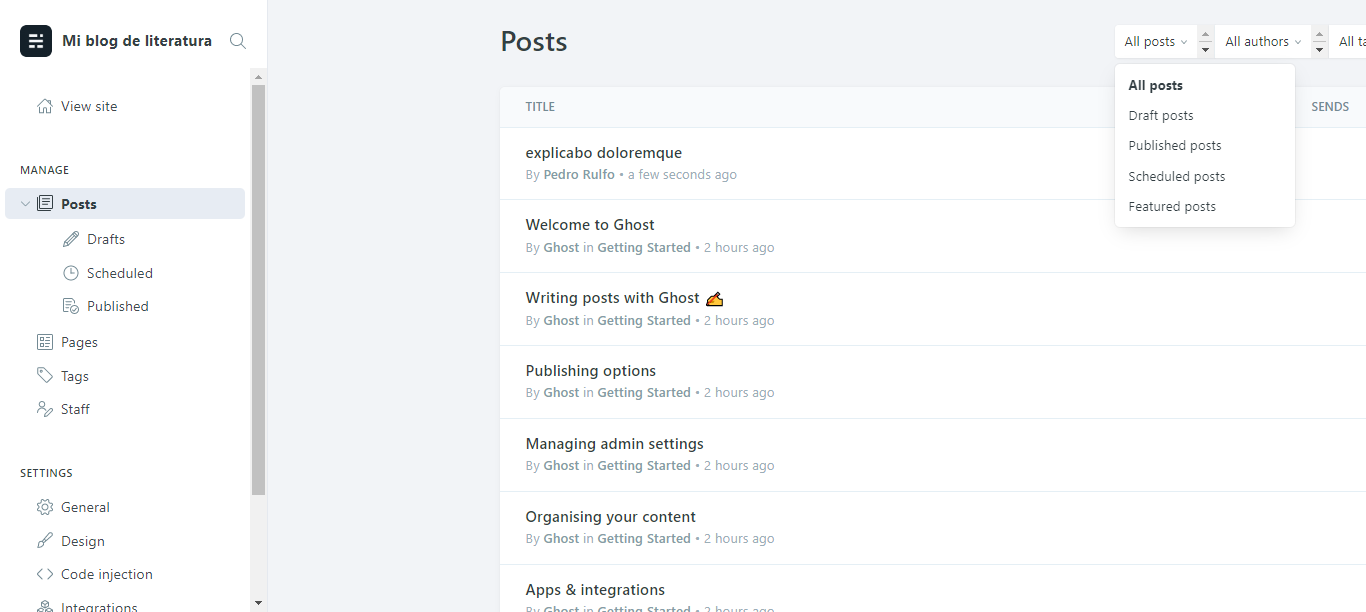 Mi blog de literatura
View site
MANAGE
Posts
Drafts
Scheduled
Published
Pages
Tags
Staff
SETTINGS
General
Design
Code injection
Integrations
Posts
All posts
All authors
All ta
All posts
Draft posts
Published posts
Scheduled posts
Featured posts
TITLE
SENDS
explicabo doloremque
By Pedro Rulfo • a few seconds ago
Welcome to Ghost
By Ghost in Getting Started • 2 hours ago
Writing posts with Ghost ✍️
By Ghost in Getting Started • 2 hours ago
Publishing options
By Ghost in Getting Started • 2 hours ago
Managing admin settings
By Ghost in Getting Started • 2 hours ago
Organising your content
By Ghost in Getting Started • 2 hours ago
Apps & integrations
By Ghost in Getting Started • 2 hours ago